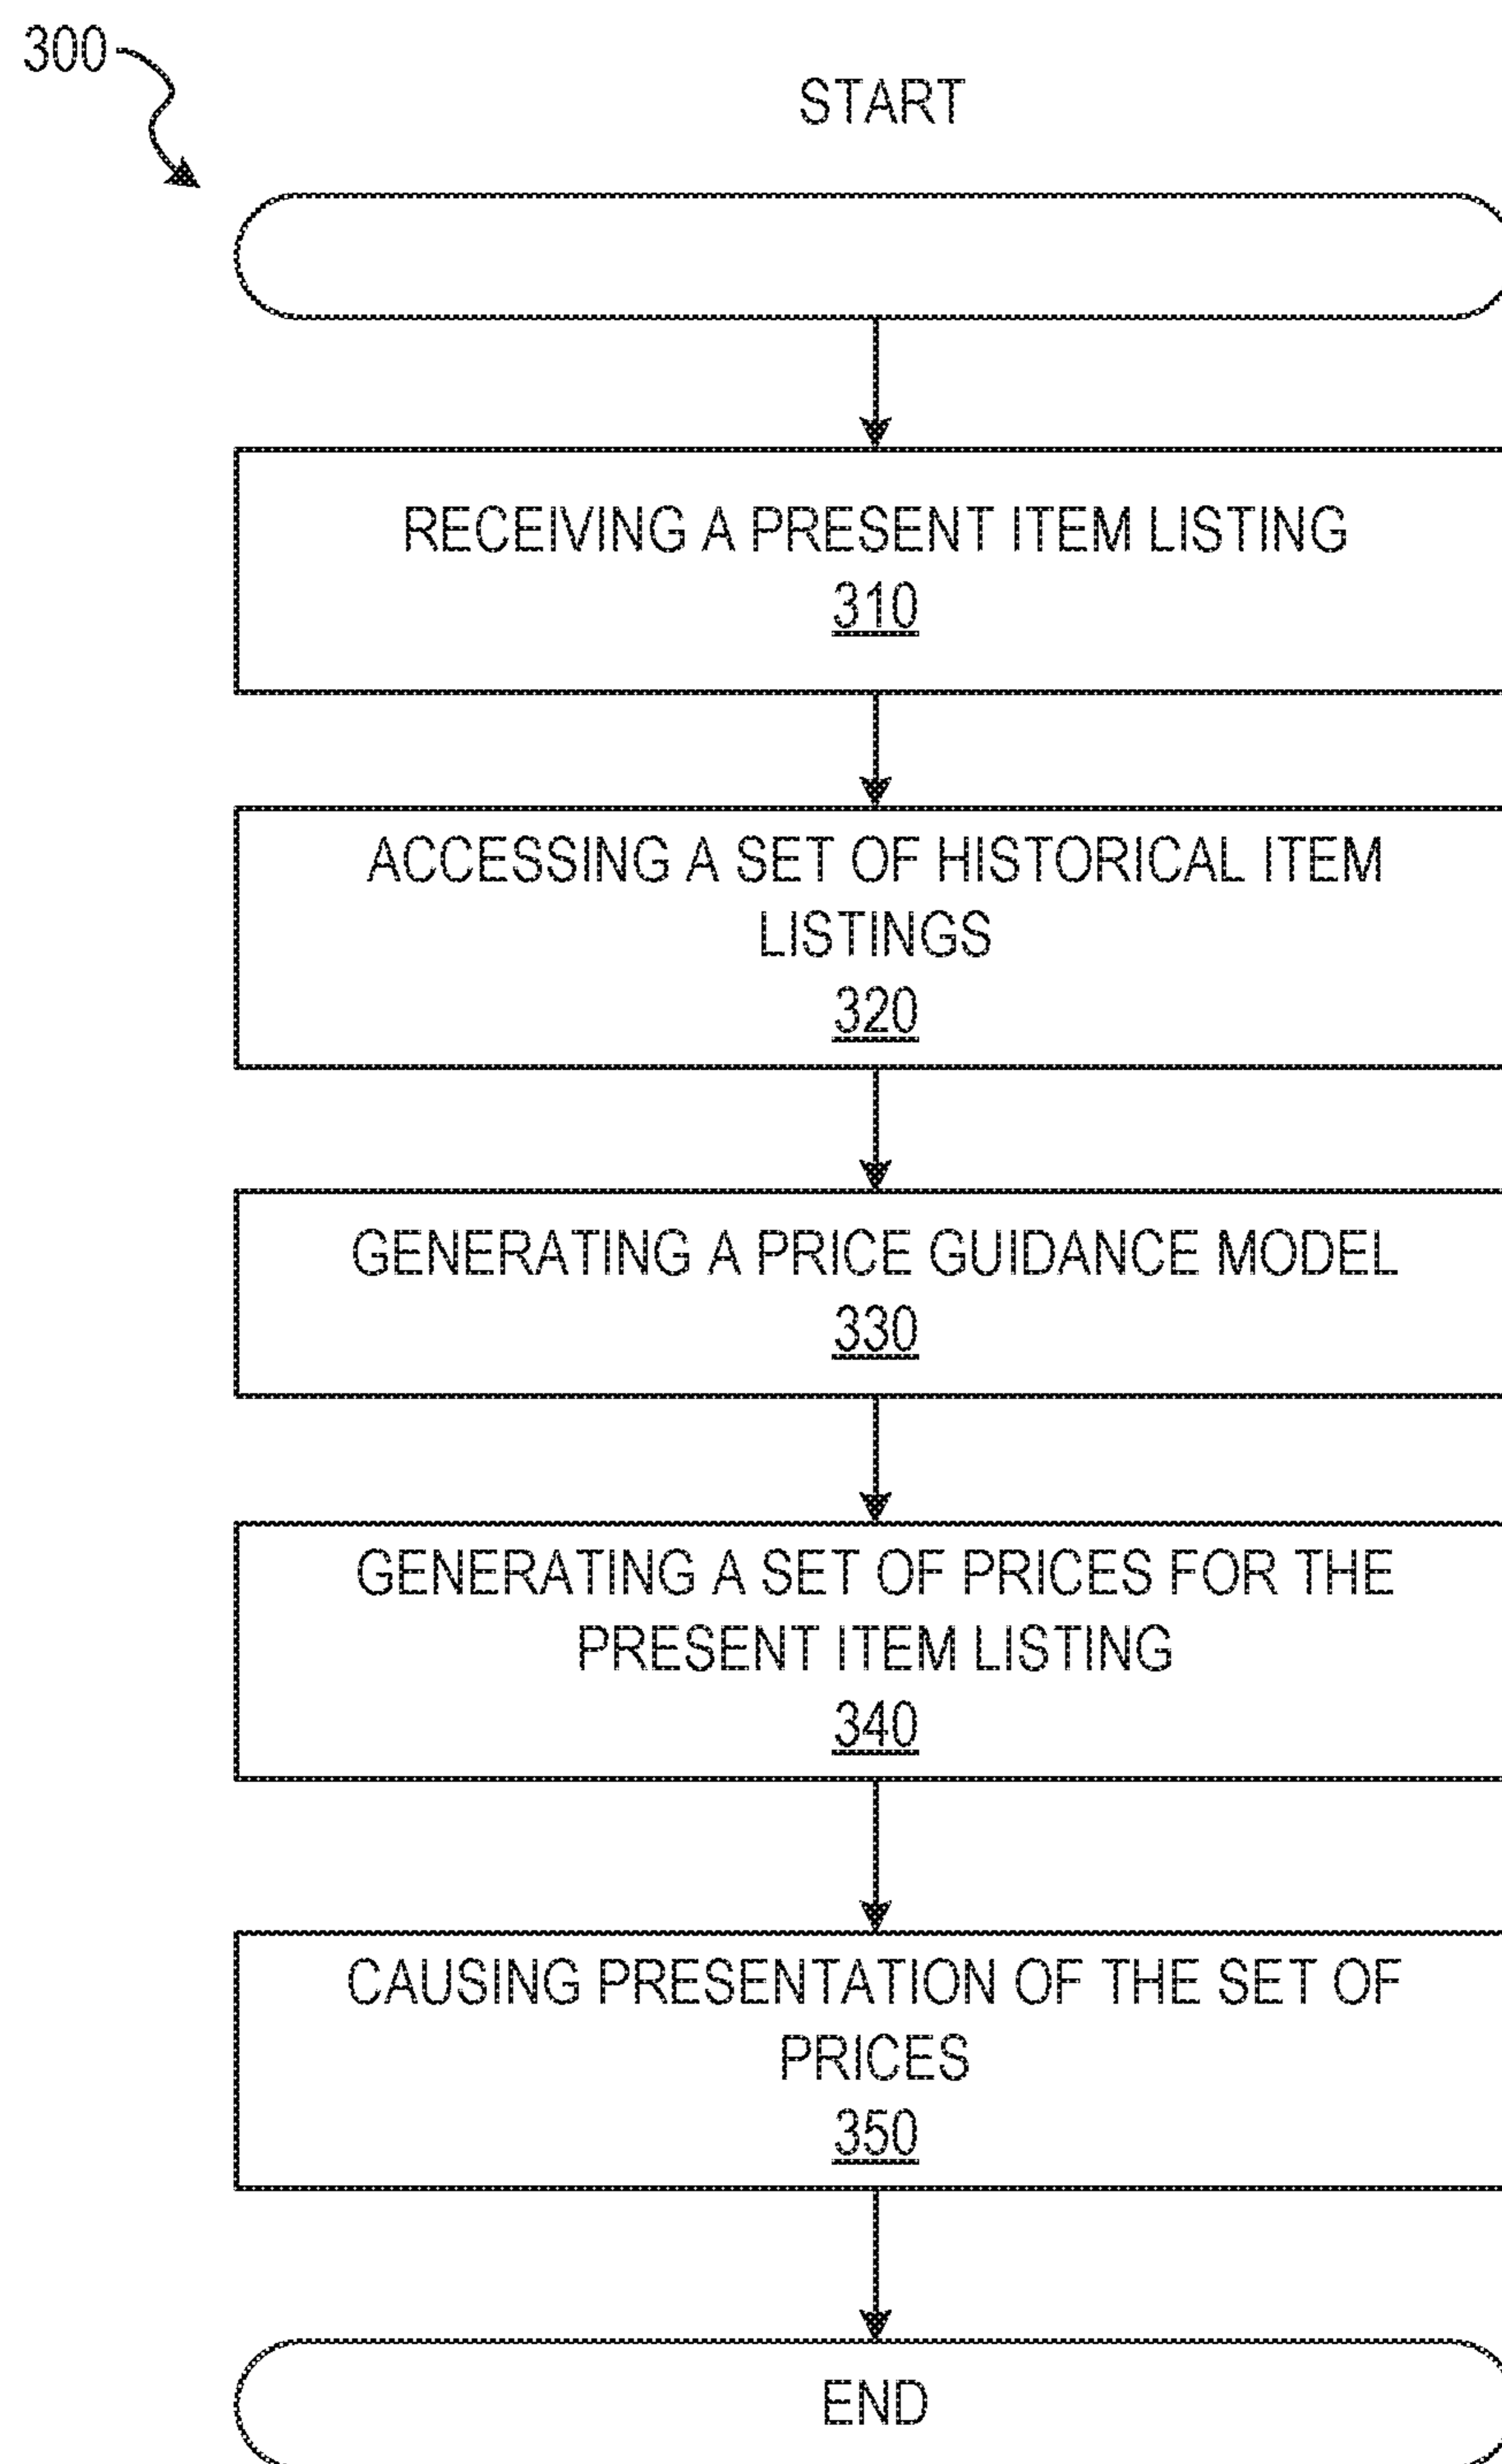 300
START
RECEIVING A PRESENT ITEM LISTING
310
ACCESSING A SET OF HISTORICAL ITEM
LISTINGS
320
GENERATING A PRICE GUIDANCE MODEL
330
GENERATING A SET OF PRICES FOR THE
PRESENT ITEM LISTING
340
CAUSING PRESENTATION OF THE SET OF
PRICES
350
END